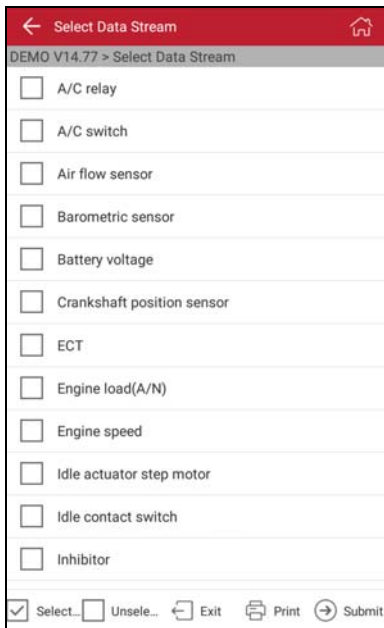 Select Data Stream
DEMO V14.77 > Select Data Stream
A/C relay
A/C switch
Air flow sensor
Barometric sensor
Battery voltage
Crankshaft position sensor
ECT
Engine load(A/N)
Engine speed
Idle actuator step motor
Idle contact switch
Inhibitor
Select... Unsele... Exit Print Submit